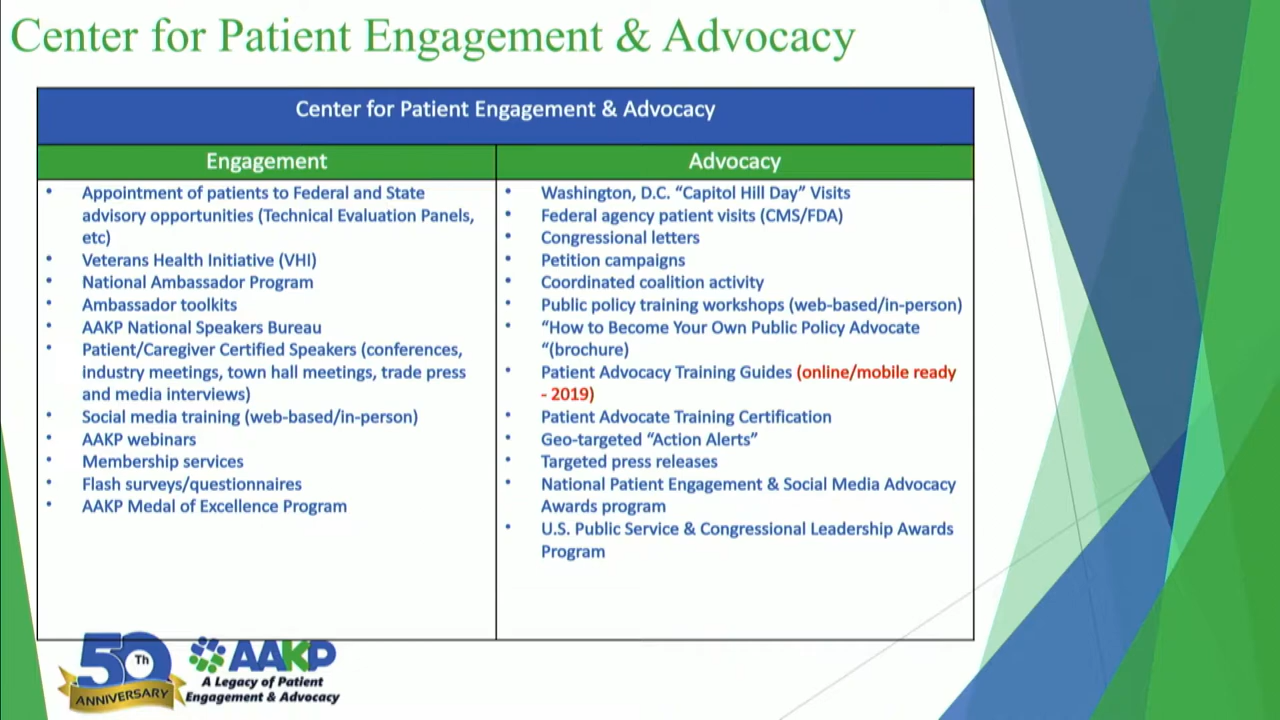 Center for Patient Engagement & Advocacy
Center for Patient Engagement & Advocacy
Engagement
• Appointment of patients to Federal and State
advisory opportunities (Technical Evaluation Panels,
etc)
• Veterans Health Initiative (VHI)
• National Ambassador Program
• Ambassador toolkits
• AAKP National Speakers Bureau
• Patient/Caregiver Certified Speakers (conferences,
industry meetings, town hall meetings, trade press
and media interviews)
• Social media training (web-based/in-person)
• AAKP webinars
• Membership services
• Flash surveys/questionnaires
• AAKP Medal of Excellence Program
Advocacy
• Washington, D.C. “Capitol Hill Day” Visits
• Federal agency patient visits (CMS/FDA)
• Congressional letters
• Petition campaigns
• Coordinated coalition activity
• Public policy training workshops (web-based/in-person)
• “How to Become Your Own Public Policy Advocate
“(brochure)
• Patient Advocacy Training Guides (online/mobile ready
- 2019)
• Patient Advocate Training Certification
• Geo-targeted “Action Alerts”
• Targeted press releases
• National Patient Engagement & Social Media Advocacy
Awards program
• U.S. Public Service & Congressional Leadership Awards
Program
50Th
ANNIVERSARY
AAKP
A Legacy of Patient
Engagement & Advocacy